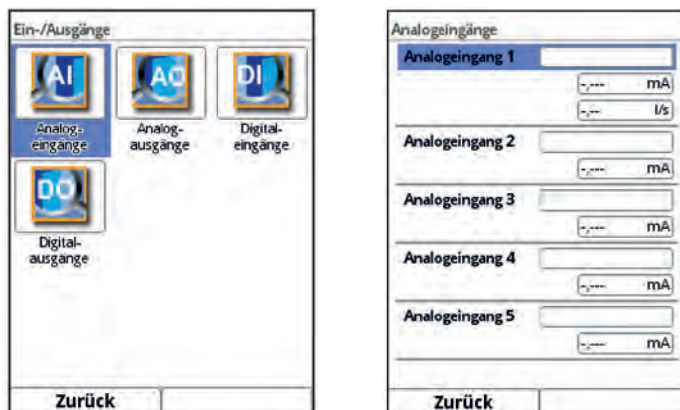 Ein-/Ausgänge
AI
AO
DI
Analog-
eingänge
Analog-
ausgänge
Digital-
eingänge
DO
Digital-
ausgänge
Zurück
Analogeingänge
Analogeingang 1
-,--- mA
-,-- l/s
Analogeingang 2
-,--- mA
Analogeingang 3
-,--- mA
Analogeingang 4
-,--- mA
Analogeingang 5
-,--- mA
Zurück